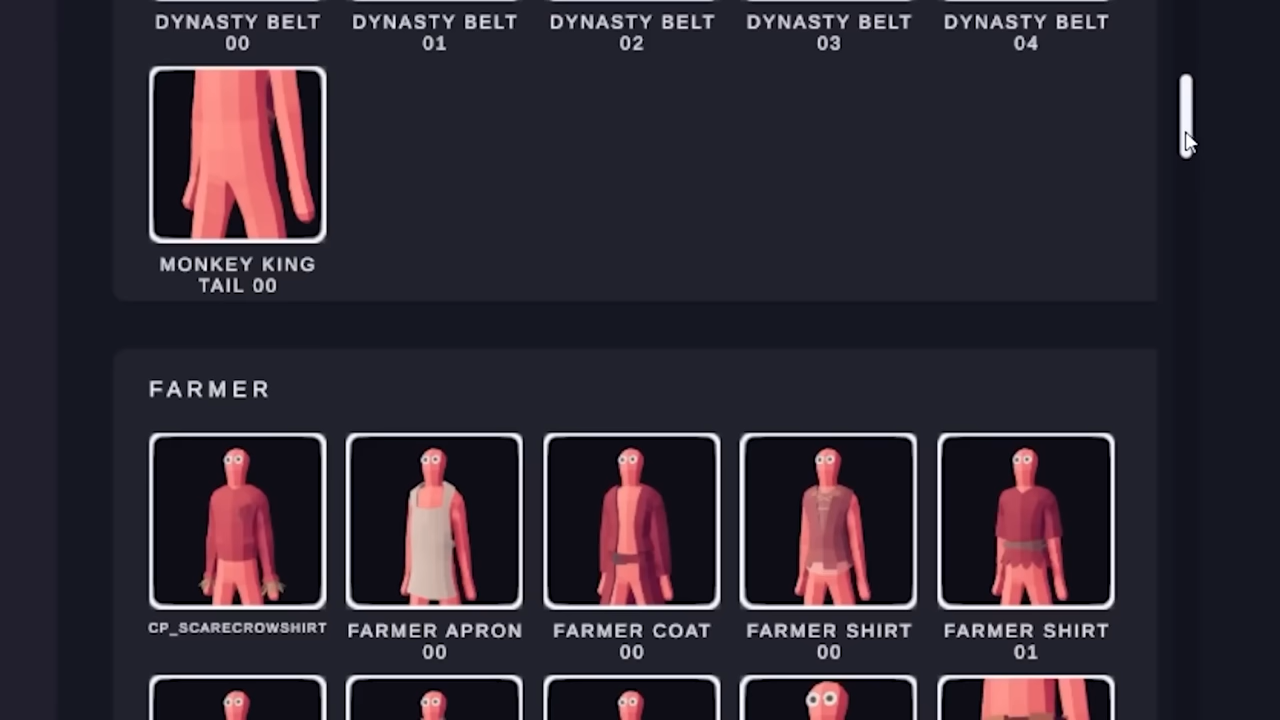 DYNASTY BELT DYNASTY BELT DYNASTY BELT DYNASTY BELT DYNASTY BELT
00 01 02 03 04
MONKEY KING
TAIL 00
FARMER
CP_SCARECROWSHIRT FARMER APRON FARMER COAT FARMER SHIRT FARMER SHIRT
00 00 00 01